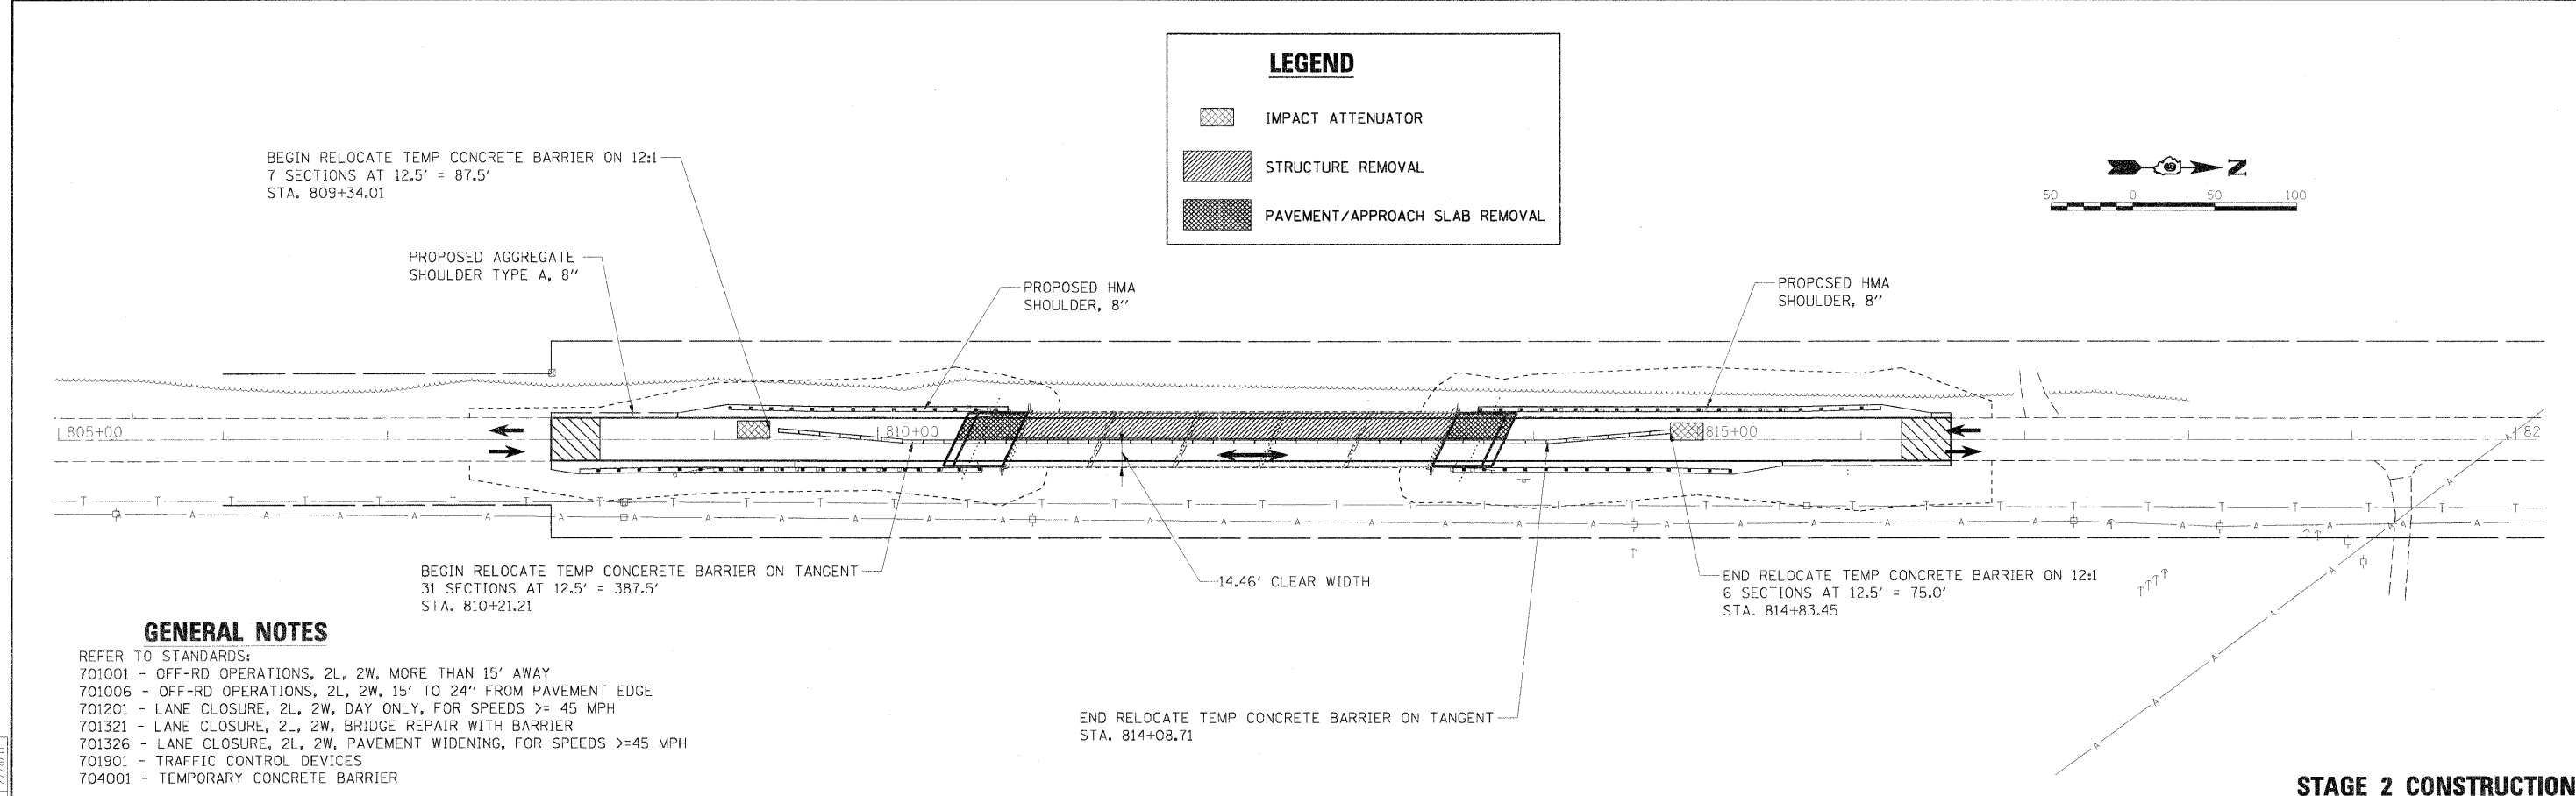 LEGEND
IMPACT ATTENUATOR
STRUCTURE REMOVAL
PAVEMENT/APPROACH SLAB REMOVAL
BEGIN RELOCATE TEMP CONCRETE BARRIER ON 12:1
7 SECTIONS AT 12.5' = 87.5'
STA. 809+34.01
N
50 0 50 100
PROPOSED AGGREGATE
SHOULDER TYPE A, 8"
PROPOSED HMA
SHOULDER, 8"
PROPOSED HMA
SHOULDER, 8"
805+00
810+00
815+00
82
T T T T T T T T T T T T T T T T T T T T T T T T T T T T T T T T
A A A A A A A A A A A A A A A A A A A A A A A A A A A A A A A
BEGIN RELOCATE TEMP CONCERETE BARRIER ON TANGENT
31 SECTIONS AT 12.5' = 387.5'
STA. 810+21.21
14.46' CLEAR WIDTH
END RELOCATE TEMP CONCRETE BARRIER ON 12:1
6 SECTIONS AT 12.5' = 75.0'
STA. 814+83.45
END RELOCATE TEMP CONCRETE BARRIER ON TANGENT
STA. 814+08.71
GENERAL NOTES
REFER TO STANDARDS:
701001 - OFF-RD OPERATIONS, 2L, 2W, MORE THAN 15' AWAY
701006 - OFF-RD OPERATIONS, 2L, 2W, 15' TO 24" FROM PAVEMENT EDGE
701201 - LANE CLOSURE, 2L, 2W, DAY ONLY, FOR SPEEDS >= 45 MPH
701321 - LANE CLOSURE, 2L, 2W, BRIDGE REPAIR WITH BARRIER
701326 - LANE CLOSURE, 2L, 2W, PAVEMENT WIDENING, FOR SPEEDS >=45 MPH
701901 - TRAFFIC CONTROL DEVICES
704001 - TEMPORARY CONCRETE BARRIER
STAGE 2 CONSTRUCTION